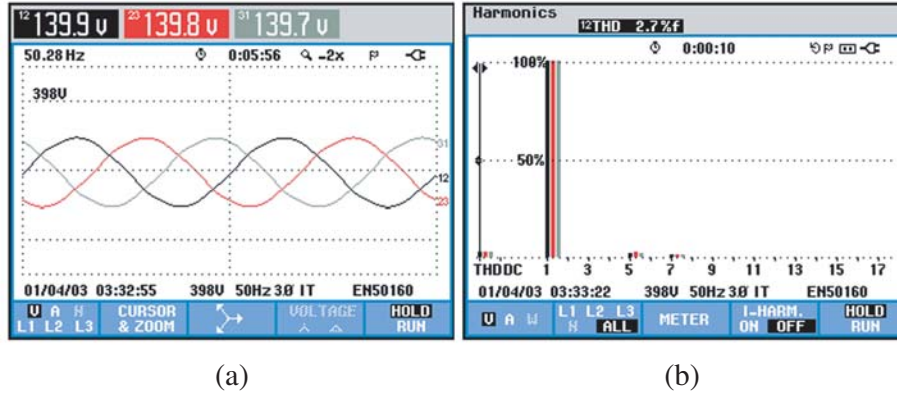 12 139.9 V 23 139.8 V 31 139.7 V
50.28 Hz 0:05:56 -2x
398V
31
12
23
01/04/03 03:32:55 398V 50Hz 3Ø IT EN50160
V A N
L1 L2 L3
CURSOR
& ZOOM
VOLTAGE
HOLD
RUN
(a)
Harmonics
12THD 2.7%f
0:00:10
100%
50%
THDDC 1 3 5 7 9 11 13 15 17
01/04/03 03:33:22 398V 50Hz 3Ø IT EN50160
V A W
L1 L2 L3
N ALL
METER
I-HARM.
ON OFF
HOLD
RUN
(b)